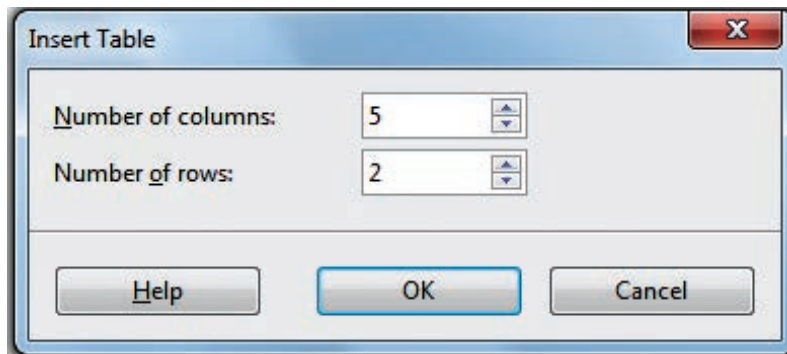 Insert Table
Number of columns: 5
Number of rows: 2
Help OK Cancel